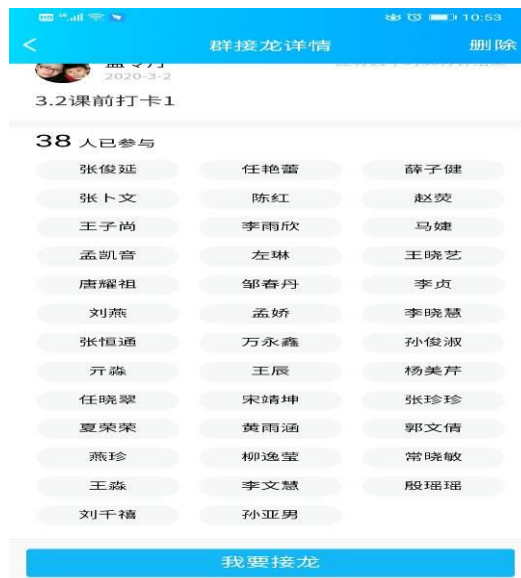 10:53
群接龙详情 删除
2020-3-2
3.2课前打卡1
38 人已参与
张俊延 任艳蕾 薛子健
张卜文 陈红 赵荧
王子尚 李雨欣 马婕
孟凯音 左琳 王晓艺
唐耀祖 邹春丹 李贞
刘燕 孟娇 李晓慧
张恒通 万永鑫 孙俊淑
亓淼 王辰 杨美芹
任晓翠 宋靖坤 张珍珍
夏荣荣 黄雨涵 郭文倩
燕珍 柳逸莹 常晓敏
王淼 李文慧 殷瑶瑶
刘千禧 孙亚男
我要接龙